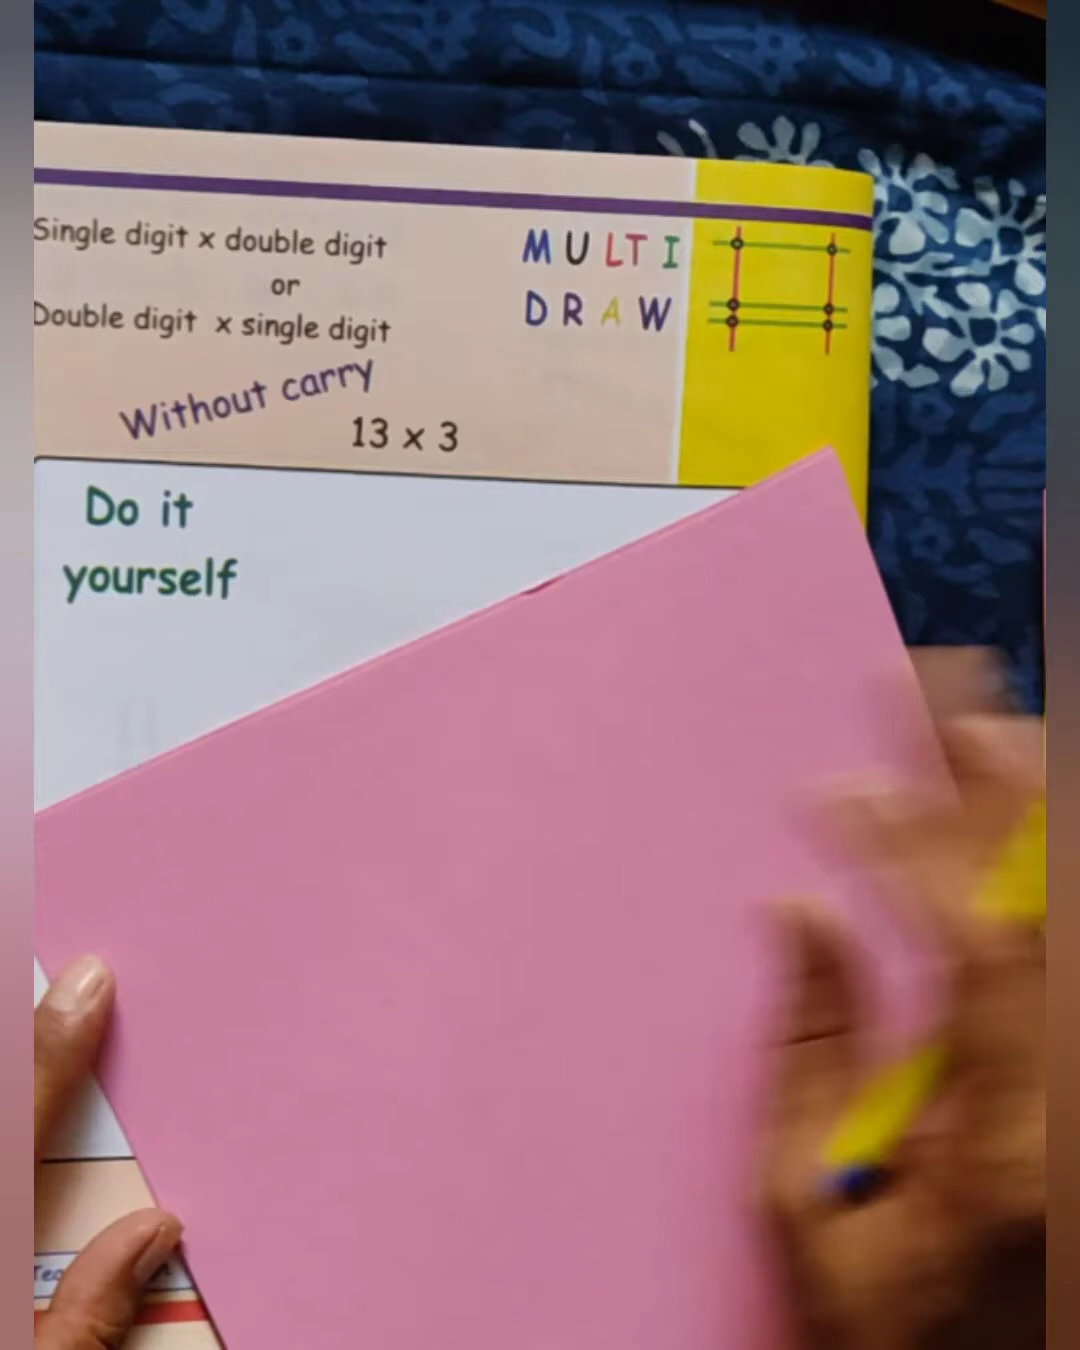 Single digit x double digit
or
Double digit x single digit
Without carry
13 x 3
MULTI
DRAW
Do it
yourself